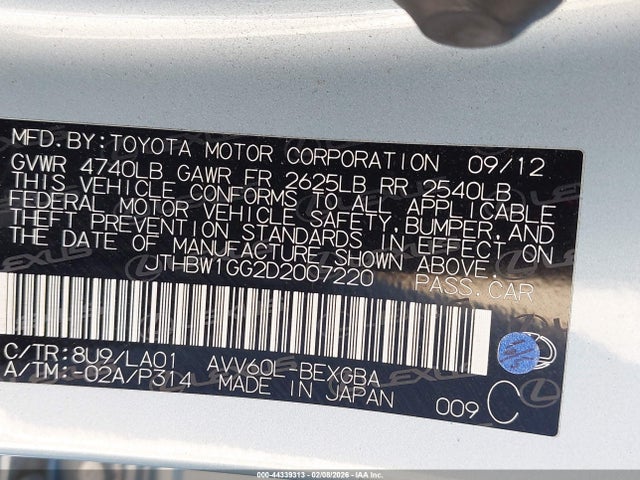 MFD.BY:TOYOTA MOTOR CORPORATION 09/12
GVWR 4740LB GAWR FR 2625LB RR 2540LB
THIS VEHICLE CONFORMS TO ALL APPLICABLE
FEDERAL MOTOR VEHICLE SAFETY,BUMPER,AND
THEFT PREVENTION STANDARDS IN EFFECT ON
THE DATE OF MANUFACTURE SHOWN ABOVE.
JTHBW1GG2D2007220 PASS.CAR
C/TR:8U9/LA01 AVV60L-BEXGBA
A/TM:-02A/P314 MADE IN JAPAN
009 C
LEXUS
000-44339313 - 02/08/2026 - IAA Inc.